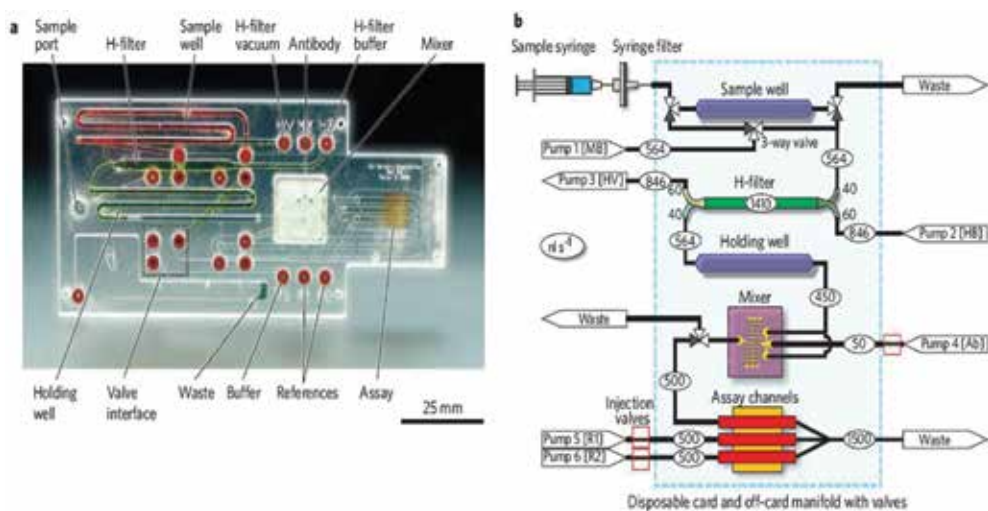 a
Sample port
H-filter
Sample well
H-filter vacuum
Antibody
H-filter buffer
Mixer
HV
Holding well
Valve interface
Waste
Buffer
References
Assay
25 mm
b
Sample syringe
Syringe filter
Sample well
Waste
3-way valve
Pump 1 [MB]
564
564
Pump 3 [HV]
846
60
H-filter
1410
40
40
60
564
846
Pump 2 [HB]
nl s⁻¹
Holding well
Mixer
450
Waste
50
Pump 4 [Ab]
500
Assay channels
Injection valves
Pump 5 [R1]
500
1500
Waste
Pump 6 [R2]
500
Disposable card and off-card manifold with valves